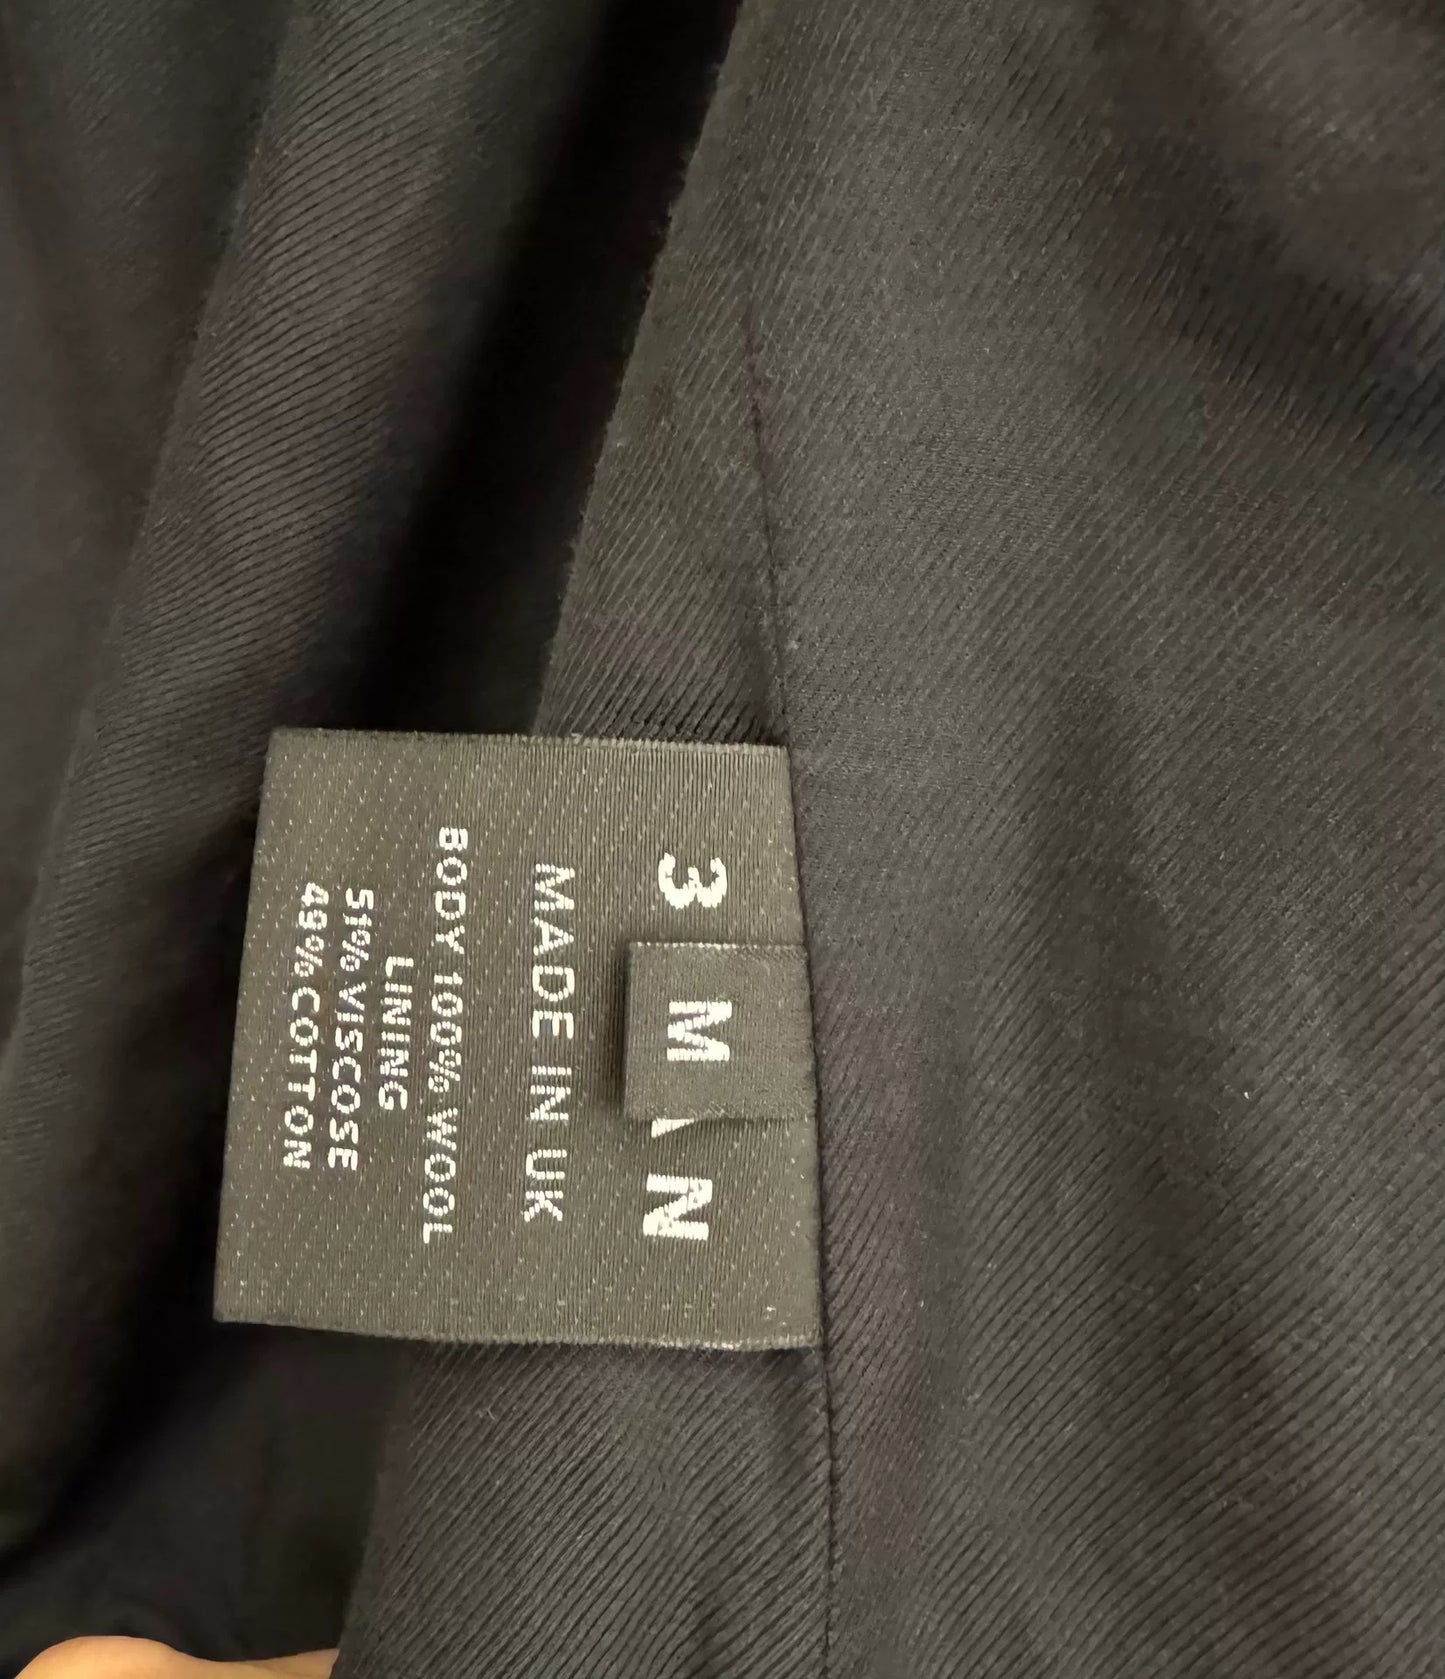 3 M N
MADE IN UK
BODY 100% WOOL
LINING
51% VISCOSE
49% COTTON